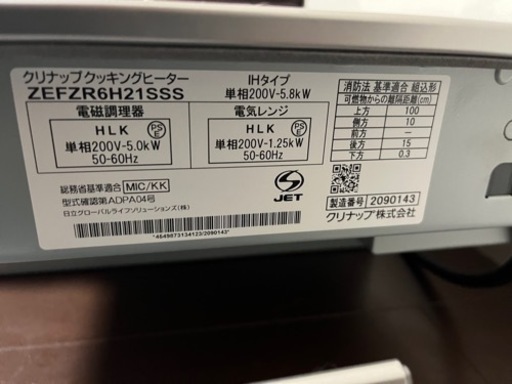 クリナップクッキングヒーター
ZEFZR6H21SSS
IHタイプ
単相200V-5.8kW
電磁調理器
HLK
PSE
単相200V-5.0kW
50-60Hz
電気レンジ
HLK
PSE
単相200V-1.25kW
50-60Hz
消防法 基準適合 組込形
可燃物からの離隔距離(cm)
上方 100
側方 10
前方 −
後方 15
下方 0.3
総務省基準適合 MIC/KK
型式確認第ADPA04号
日立グローバルライフソリューションズ(株)
*4549873134123/2090143*
S
JET
製造番号 2090143
クリナップ株式会社